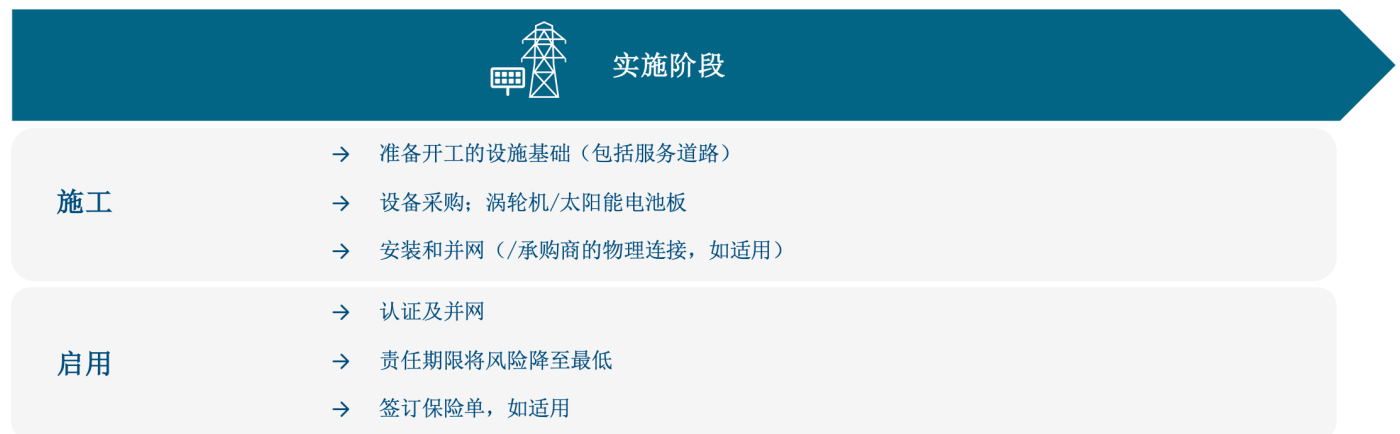 实施阶段
施工
→ 准备开工的设施基础（包括服务道路）
→ 设备采购；涡轮机/太阳能电池板
→ 安装和并网（/承购商的物理连接，如适用）
启用
→ 认证及并网
→ 责任期限将风险降至最低
→ 签订保险单，如适用